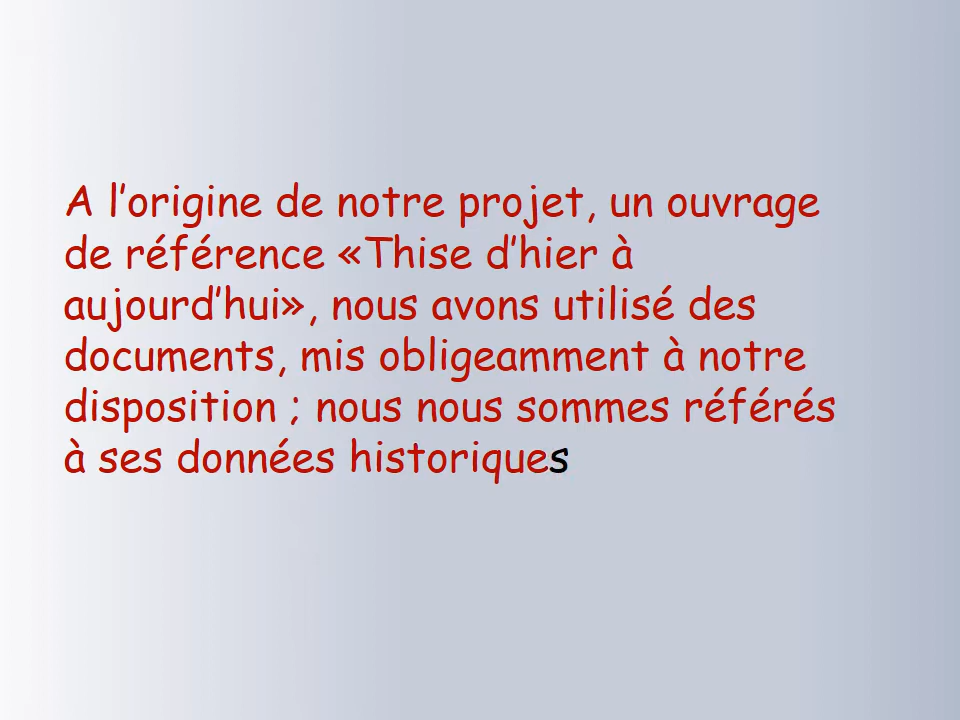 A l’origine de notre projet, un ouvrage
de référence «Thise d’hier à
aujourd’hui», nous avons utilisé des
documents, mis obligeamment à notre
disposition ; nous nous sommes référés
à ses données historiques